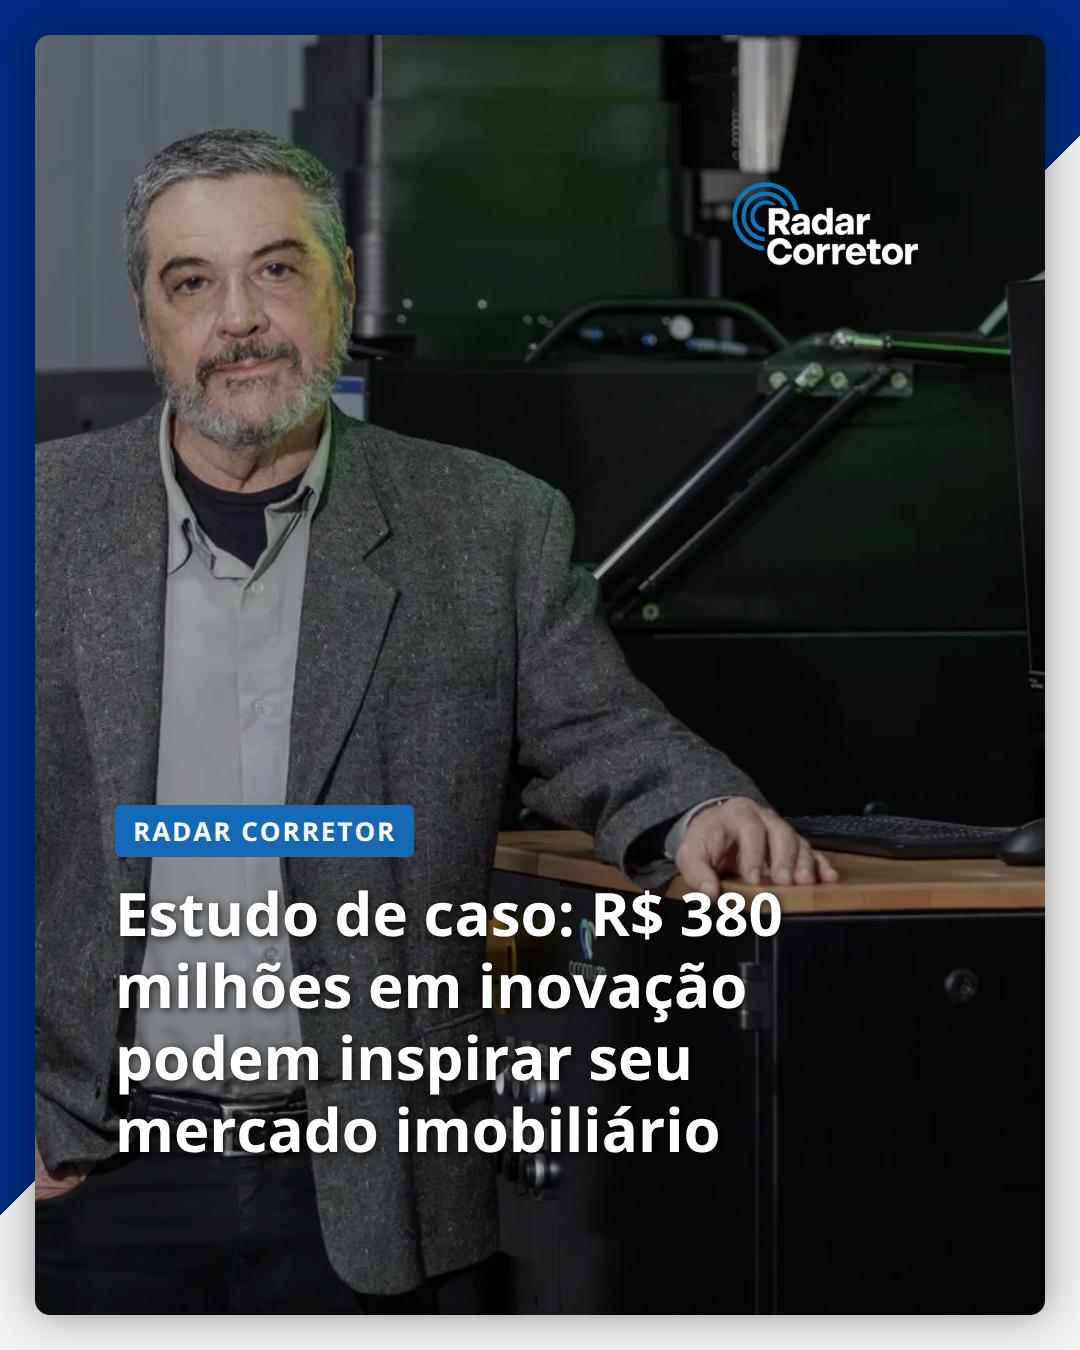 Radar
Corretor
RADAR CORRETOR
Estudo de caso: R$ 380
milhões em inovação
podem inspirar seu
mercado imobiliário